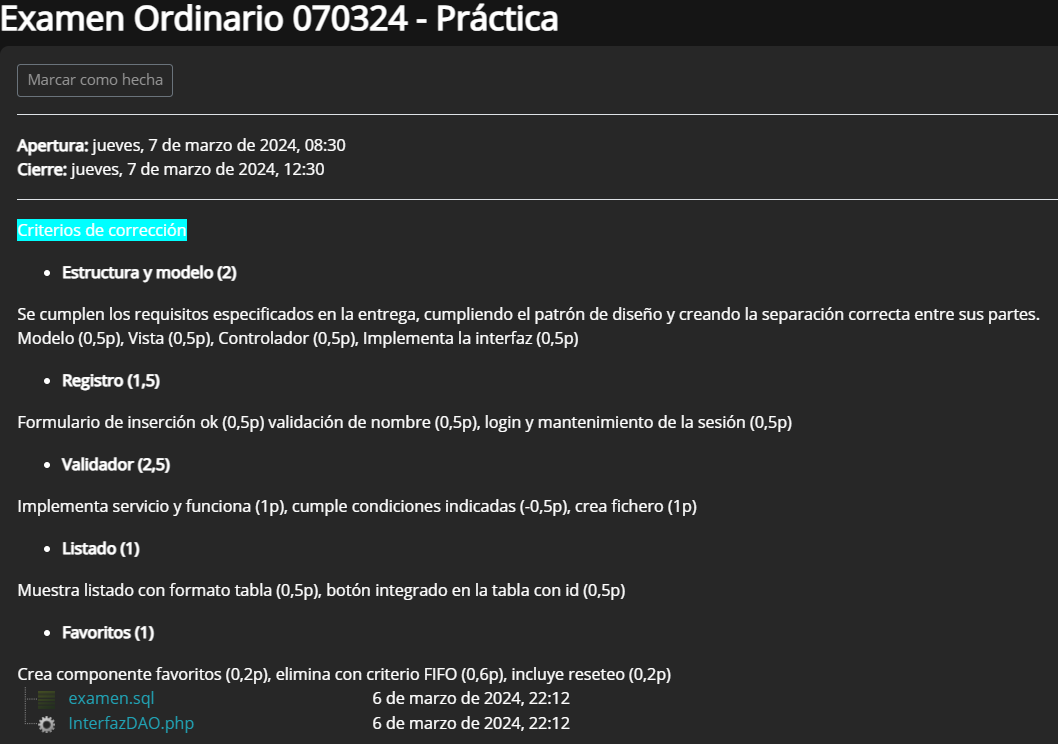 Examen Ordinario 070324 - Práctica
Marcar como hecha
Apertura: jueves, 7 de marzo de 2024, 08:30
Cierre: jueves, 7 de marzo de 2024, 12:30
Criterios de corrección
• Estructura y modelo (2)
Se cumplen los requisitos especificados en la entrega, cumpliendo el patrón de diseño y creando la separación correcta entre sus partes.
Modelo (0,5p), Vista (0,5p), Controlador (0,5p), Implementa la interfaz (0,5p)
• Registro (1,5)
Formulario de inserción ok (0,5p) validación de nombre (0,5p), login y mantenimiento de la sesión (0,5p)
• Validador (2,5)
Implementa servicio y funciona (1p), cumple condiciones indicadas (-0,5p), crea fichero (1p)
• Listado (1)
Muestra listado con formato tabla (0,5p), botón integrado en la tabla con id (0,5p)
• Favoritos (1)
Crea componente favoritos (0,2p), elimina con criterio FIFO (0,6p), incluye reseteo (0,2p)
examen.sql 6 de marzo de 2024, 22:12
InterfazDAO.php 6 de marzo de 2024, 22:12